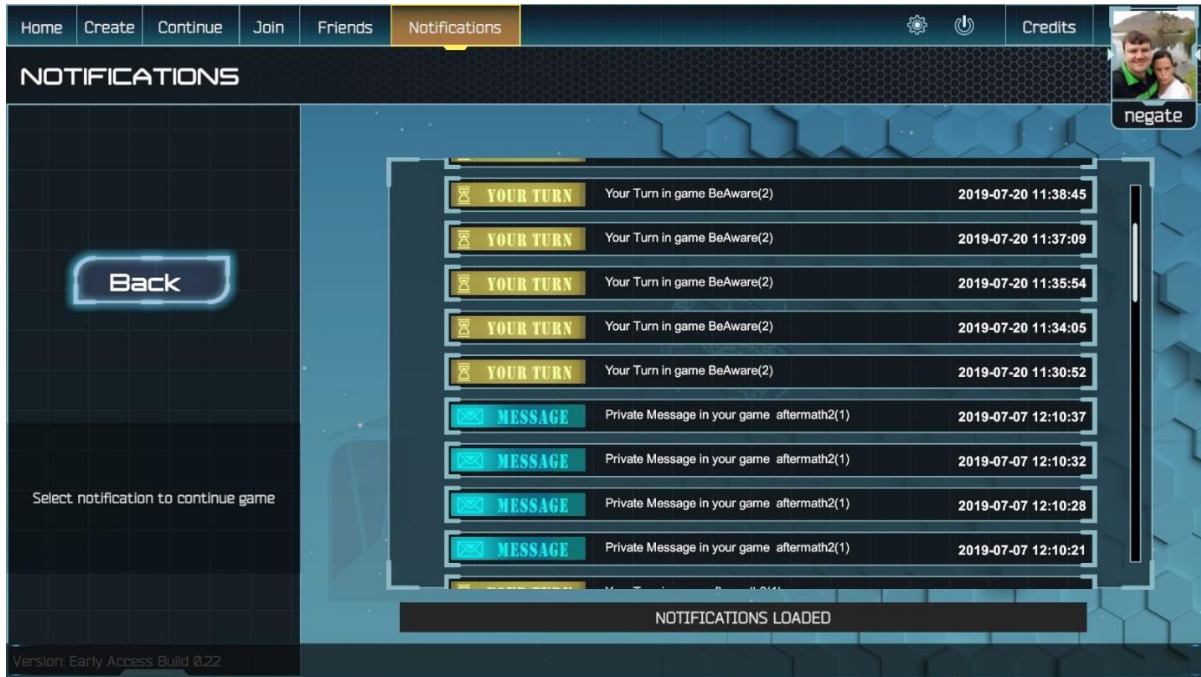 Home Create Continue Join Friends Notifications Credits
NOTIFICATIONS
negate
YOUR TURN Your Turn in game BeAware(2) 2019-07-20 11:38:45
YOUR TURN Your Turn in game BeAware(2) 2019-07-20 11:37:09
YOUR TURN Your Turn in game BeAware(2) 2019-07-20 11:35:54
YOUR TURN Your Turn in game BeAware(2) 2019-07-20 11:34:05
YOUR TURN Your Turn in game BeAware(2) 2019-07-20 11:30:52
MESSAGE Private Message in your game aftermath2(1) 2019-07-07 12:10:37
MESSAGE Private Message in your game aftermath2(1) 2019-07-07 12:10:32
MESSAGE Private Message in your game aftermath2(1) 2019-07-07 12:10:28
MESSAGE Private Message in your game aftermath2(1) 2019-07-07 12:10:21
Back
Select notification to continue game
NOTIFICATIONS LOADED
Version: Early Access Build 0.22